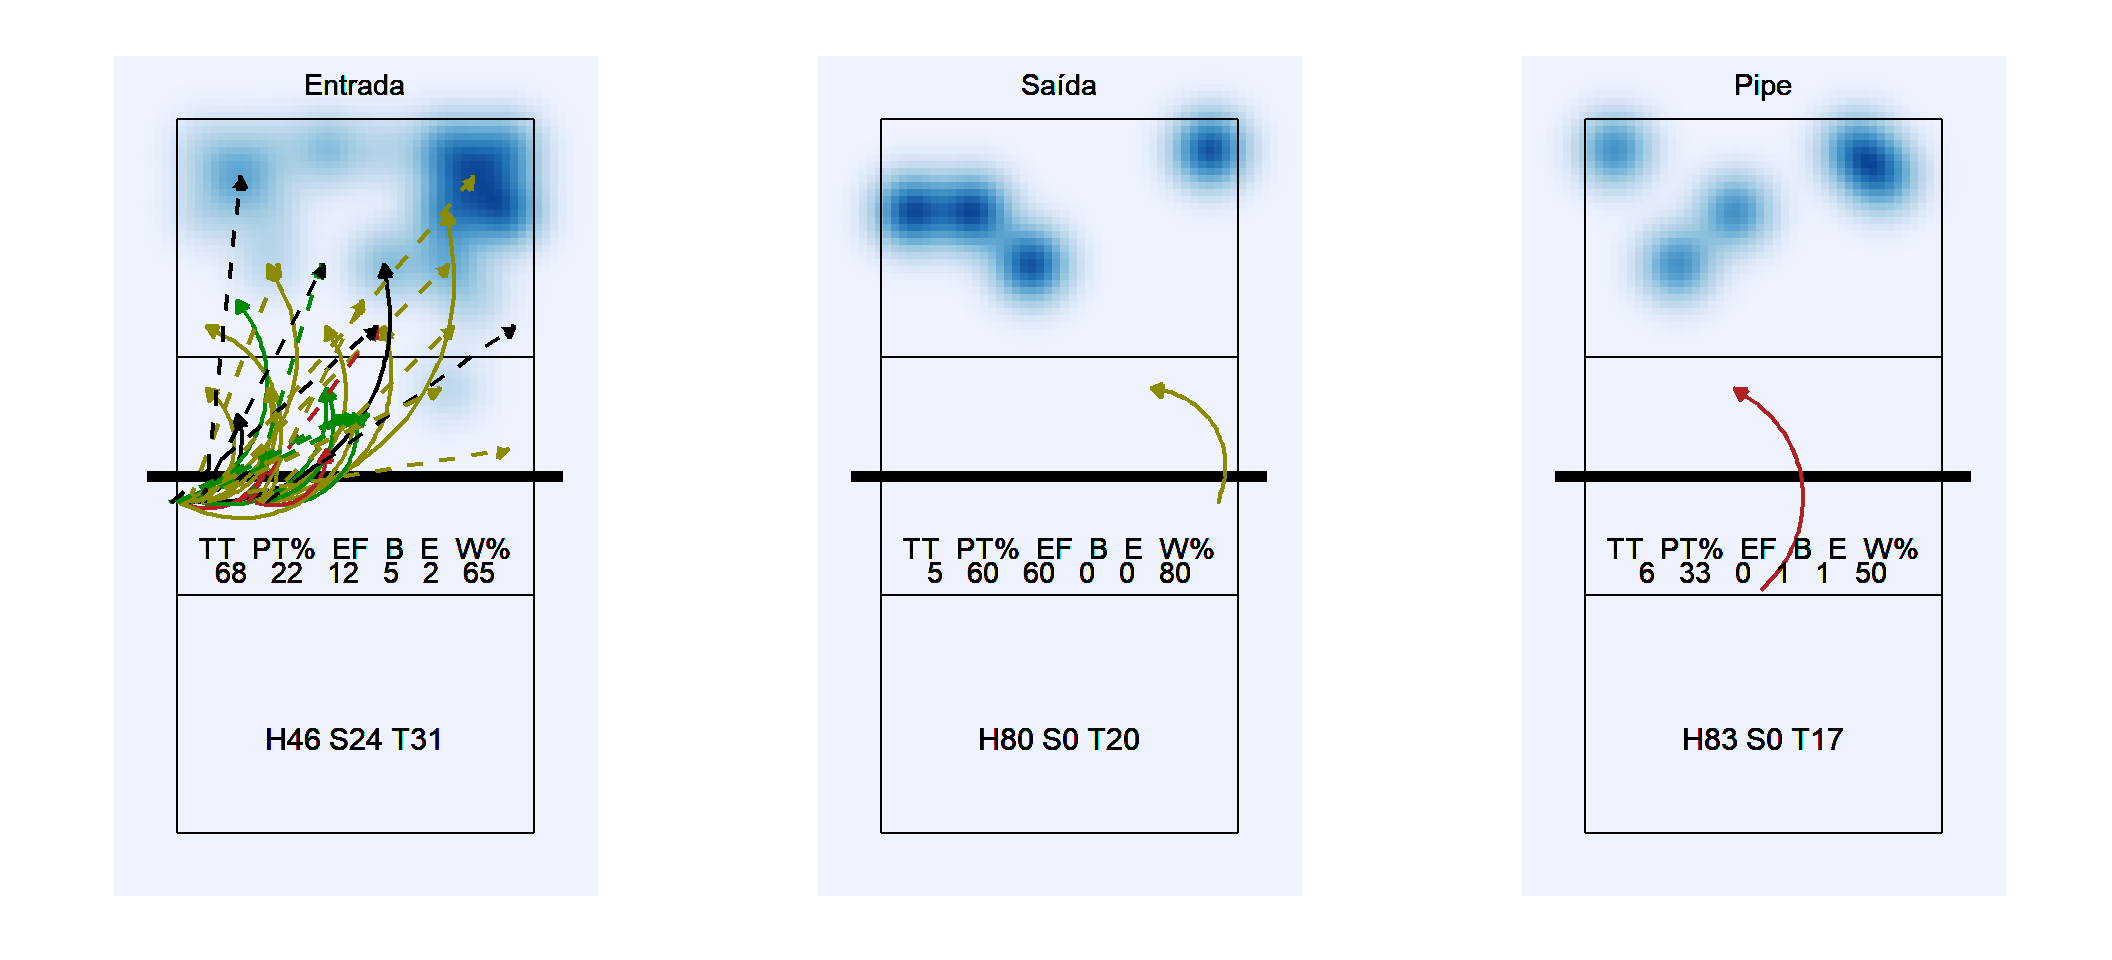 Entrada
TT PT% EF B E W%
68 22 12 5 2 65
H46 S24 T31
Saída
TT PT% EF B E W%
5 60 60 0 0 80
H80 S0 T20
Pipe
TT PT% EF B E W%
6 33 0 1 1 50
H83 S0 T17